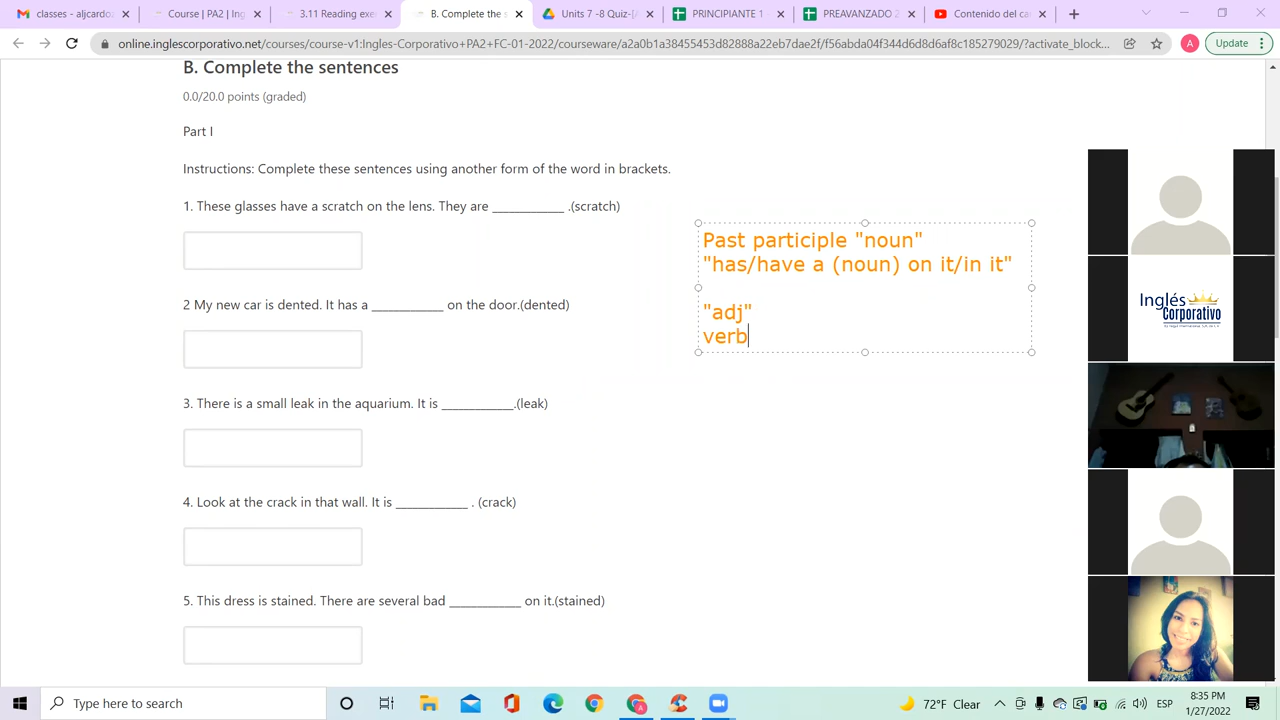 classes - aljcar
Course | PA2 | In
3.11 Reading exe
B. Complete the s
Units 7 -8 Quiz-[A
PRINCIPIANTE 1
PREAVANZADO 2
Contenido del ca
online.inglescorporativo.net/courses/course-v1:Ingles-Corporativo+PA2+FC-01-2022/courseware/a2a0b1a38455453d82888a22eb7dae2f/f56abda04f344d6d8d6af8c185279029/?activate_block...
A
Update
B. Complete the sentences
0.0/20.0 points (graded)
Part I
Instructions: Complete these sentences using another form of the word in brackets.
1. These glasses have a scratch on the lens. They are ____________ .(scratch)
Past participle "noun"
"has/have a (noun) on it/in it"
"adj"
verb
2 My new car is dented. It has a ____________ on the door.(dented)
3. There is a small leak in the aquarium. It is ____________.(leak)
4. Look at the crack in that wall. It is ____________ . (crack)
5. This dress is stained. There are several bad ____________ on it.(stained)
Inglés
Corporativo
Type here to search
72°F Clear
ESP
8:35 PM
1/27/2022